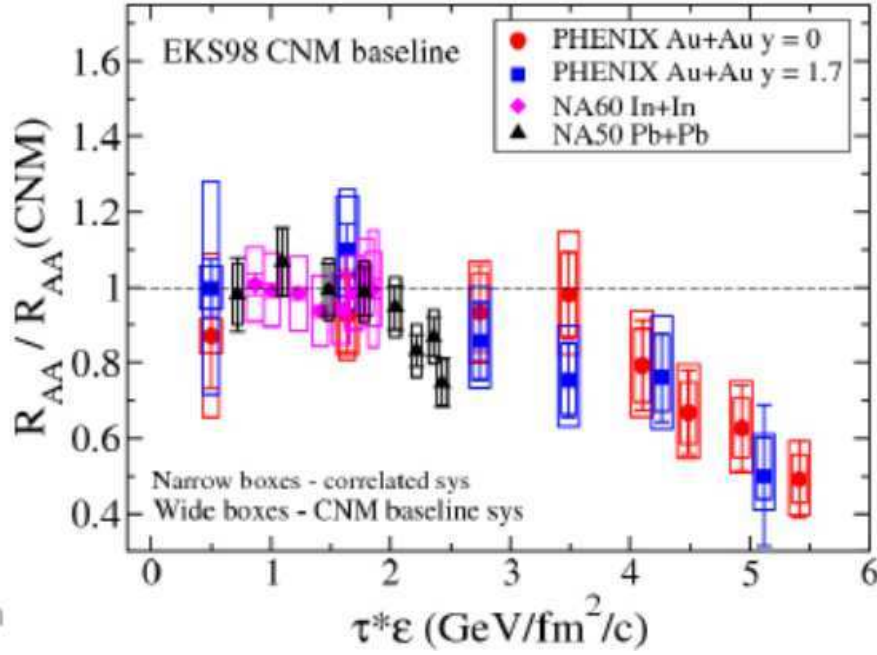 EKS98 CNM baseline
PHENIX Au+Au y = 0
PHENIX Au+Au y = 1.7
NA60 In+In
NA50 Pb+Pb
R_AA / R_AA(CNM)
1.6
1.4
1.2
1
0.8
0.6
0.4
Narrow boxes - correlated sys
Wide boxes - CNM baseline sys
0 1 2 3 4 5 6
τ*ε (GeV/fm²/c)